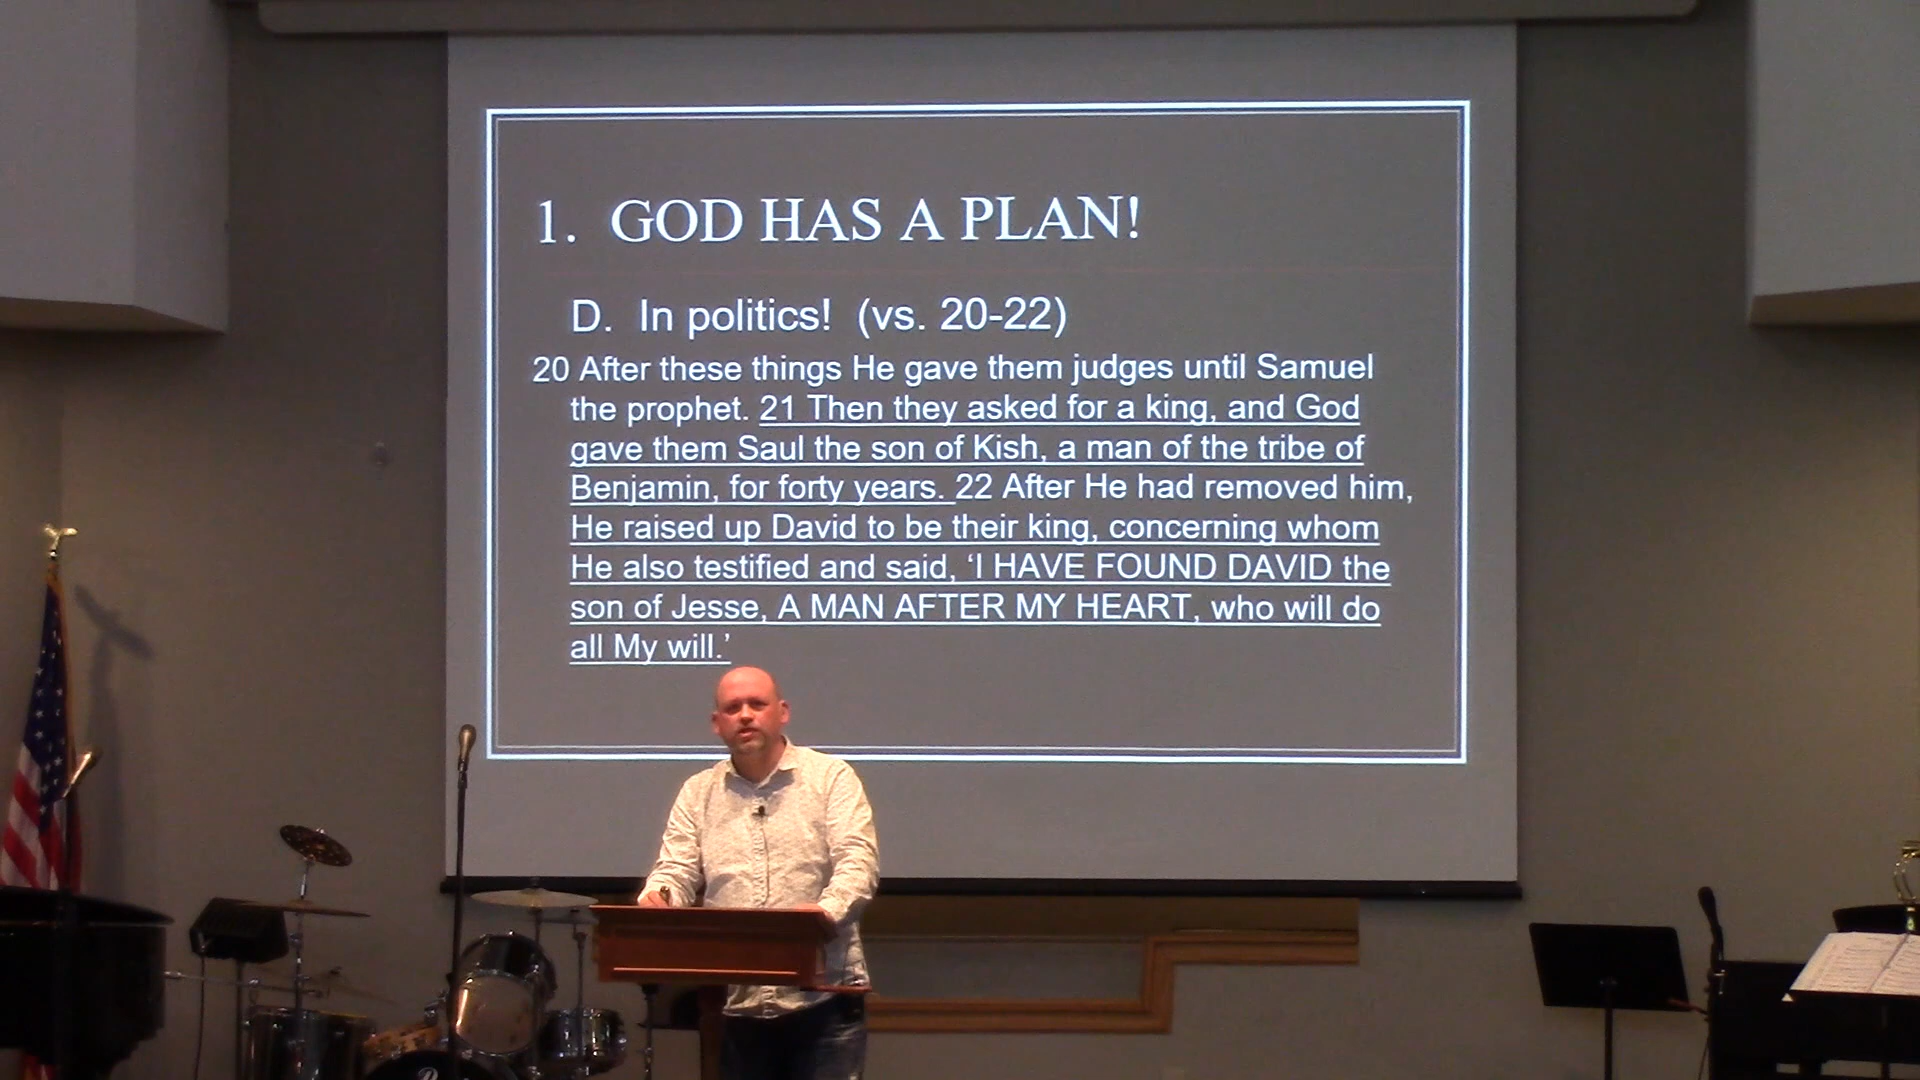 1. GOD HAS A PLAN!
D. In politics! (vs. 20-22)
20 After these things He gave them judges until Samuel
the prophet. 21 Then they asked for a king, and God
gave them Saul the son of Kish, a man of the tribe of
Benjamin, for forty years. 22 After He had removed him,
He raised up David to be their king, concerning whom
He also testified and said, ‘I HAVE FOUND DAVID the
son of Jesse, A MAN AFTER MY HEART, who will do
all My will.’